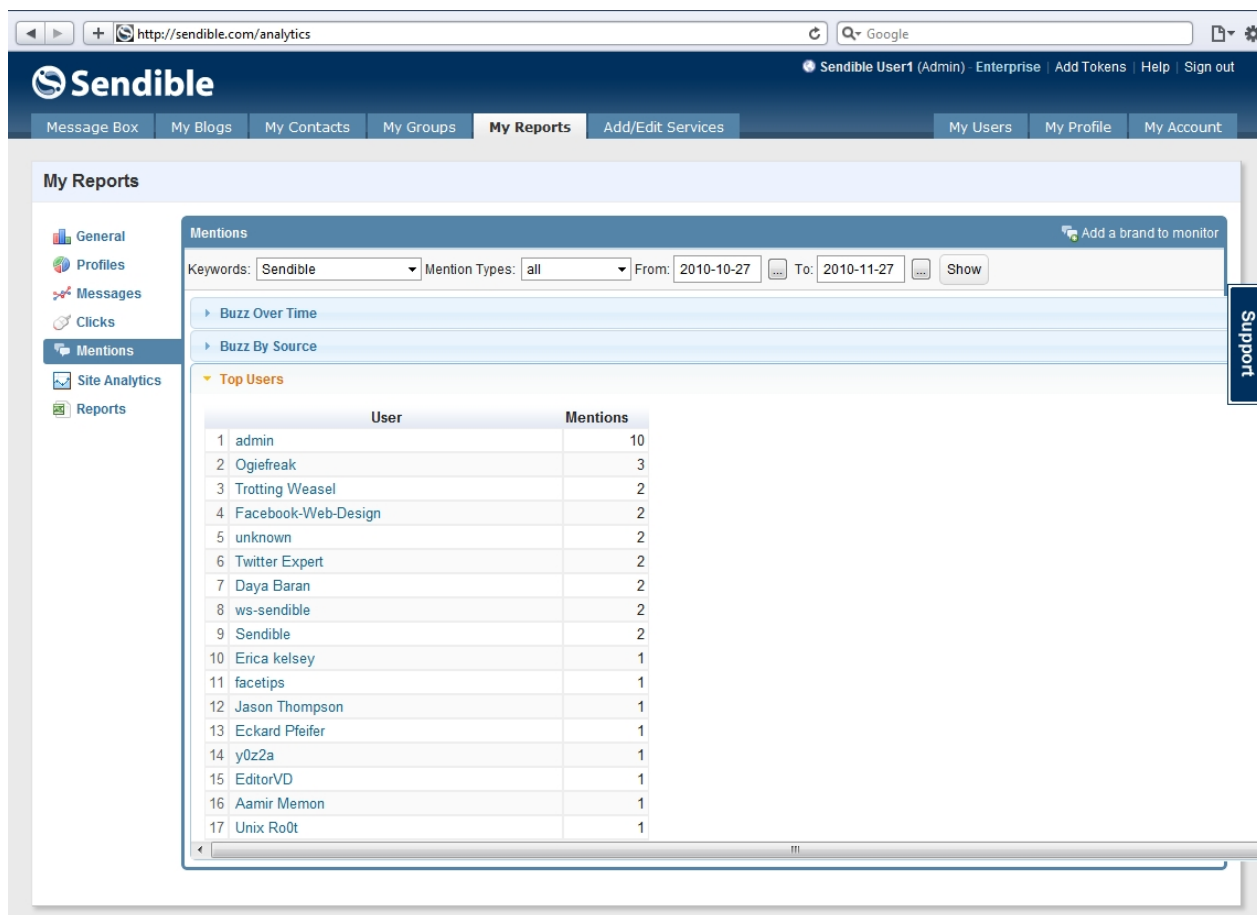 http://sendible.com/analytics
Google
Sendible
Sendible User1 (Admin) - Enterprise | Add Tokens | Help | Sign out
Message Box My Blogs My Contacts My Groups My Reports Add/Edit Services My Users My Profile My Account
My Reports
General
Profiles
Messages
Clicks
Mentions
Site Analytics
Reports
Mentions Add a brand to monitor
Keywords: Sendible Mention Types: all From: 2010-10-27 ... To: 2010-11-27 ... Show
Buzz Over Time
Buzz By Source
Top Users
User Mentions
1 admin 10
2 Ogiefreak 3
3 Trotting Weasel 2
4 Facebook-Web-Design 2
5 unknown 2
6 Twitter Expert 2
7 Daya Baran 2
8 ws-sendible 2
9 Sendible 2
10 Erica kelsey 1
11 facetips 1
12 Jason Thompson 1
13 Eckard Pfeifer 1
14 y0z2a 1
15 EditorVD 1
16 Aamir Memon 1
17 Unix Ro0t 1
Support